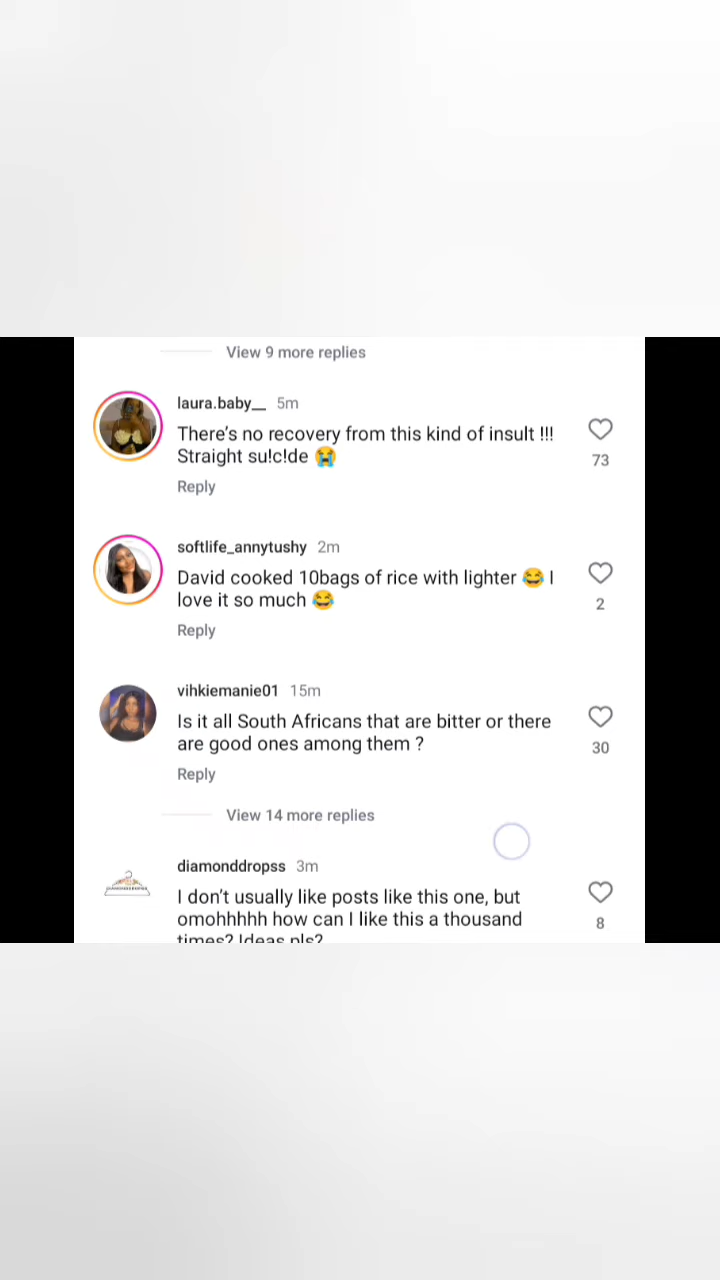 View 9 more replies
laura.baby__ 5m
There's no recovery from this kind of insult !!!
Straight su!c!de 😭
73
Reply
softlife_annytushy 2m
David cooked 10bags of rice with lighter 😂 I
love it so much 😂
2
Reply
vihkiemanie01 15m
Is it all South Africans that are bitter or there
are good ones among them ?
30
Reply
View 14 more replies
diamonddropss 3m
I don't usually like posts like this one, but
omohhhhh how can I like this a thousand
8
times? Ideas pls?